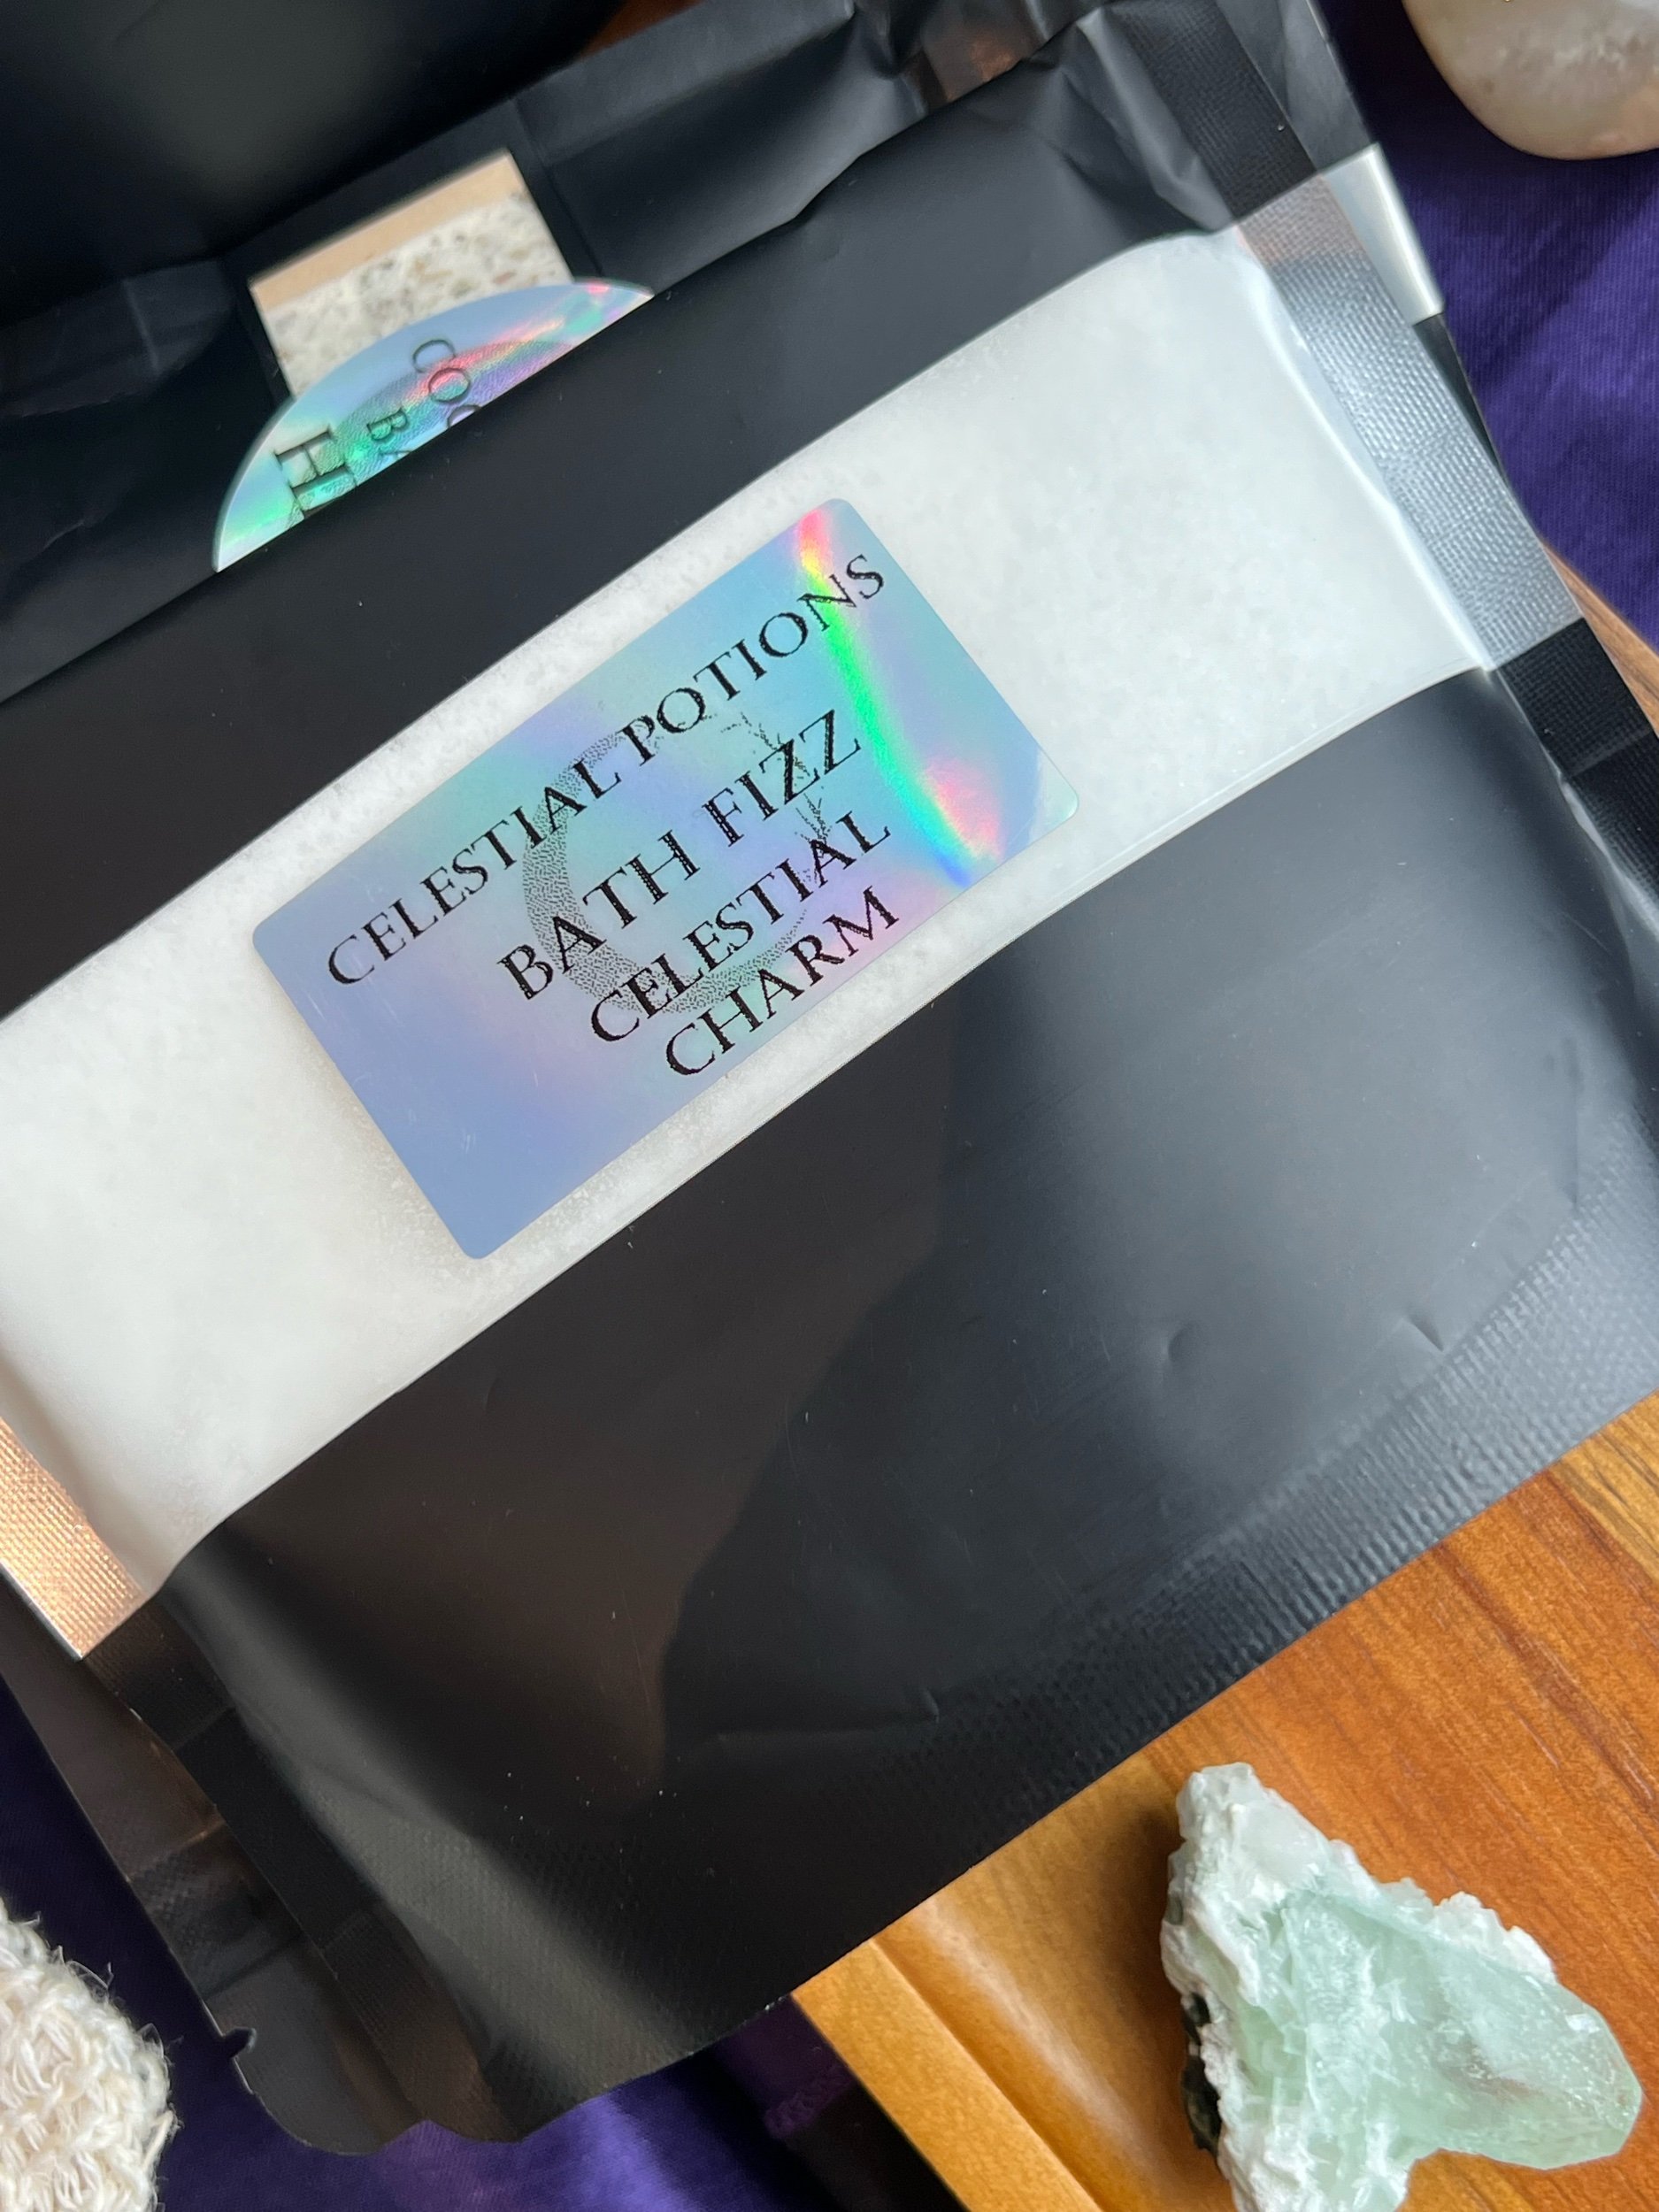 CELESTIAL POTIONS
BATH FIZZ
CELESTIAL
CHARM